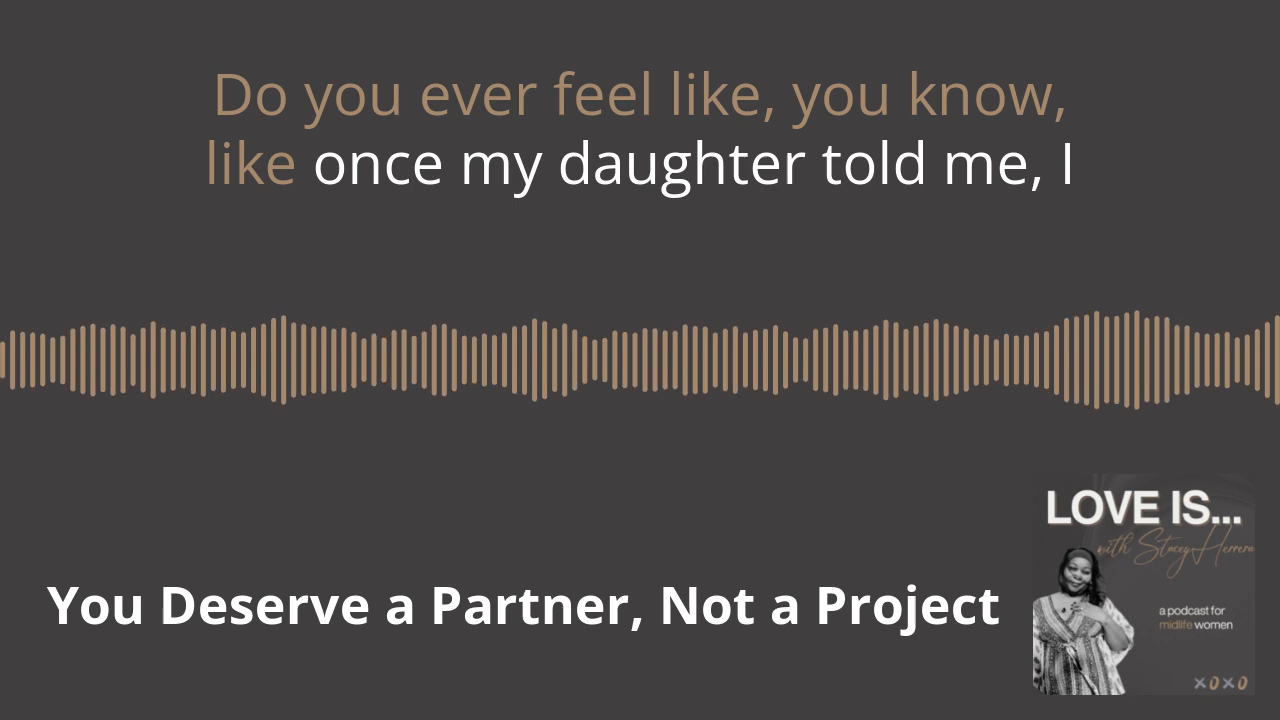 Do you ever feel like, you know,
like once my daughter told me, I
You Deserve a Partner, Not a Project
LOVE IS...
with Stacey Herrera
a podcast for
midlife women
XOXO